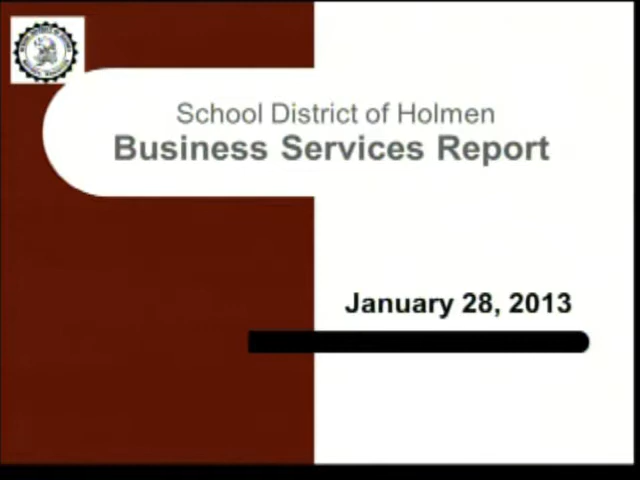 School District of Holmen
Business Services Report
January 28, 2013